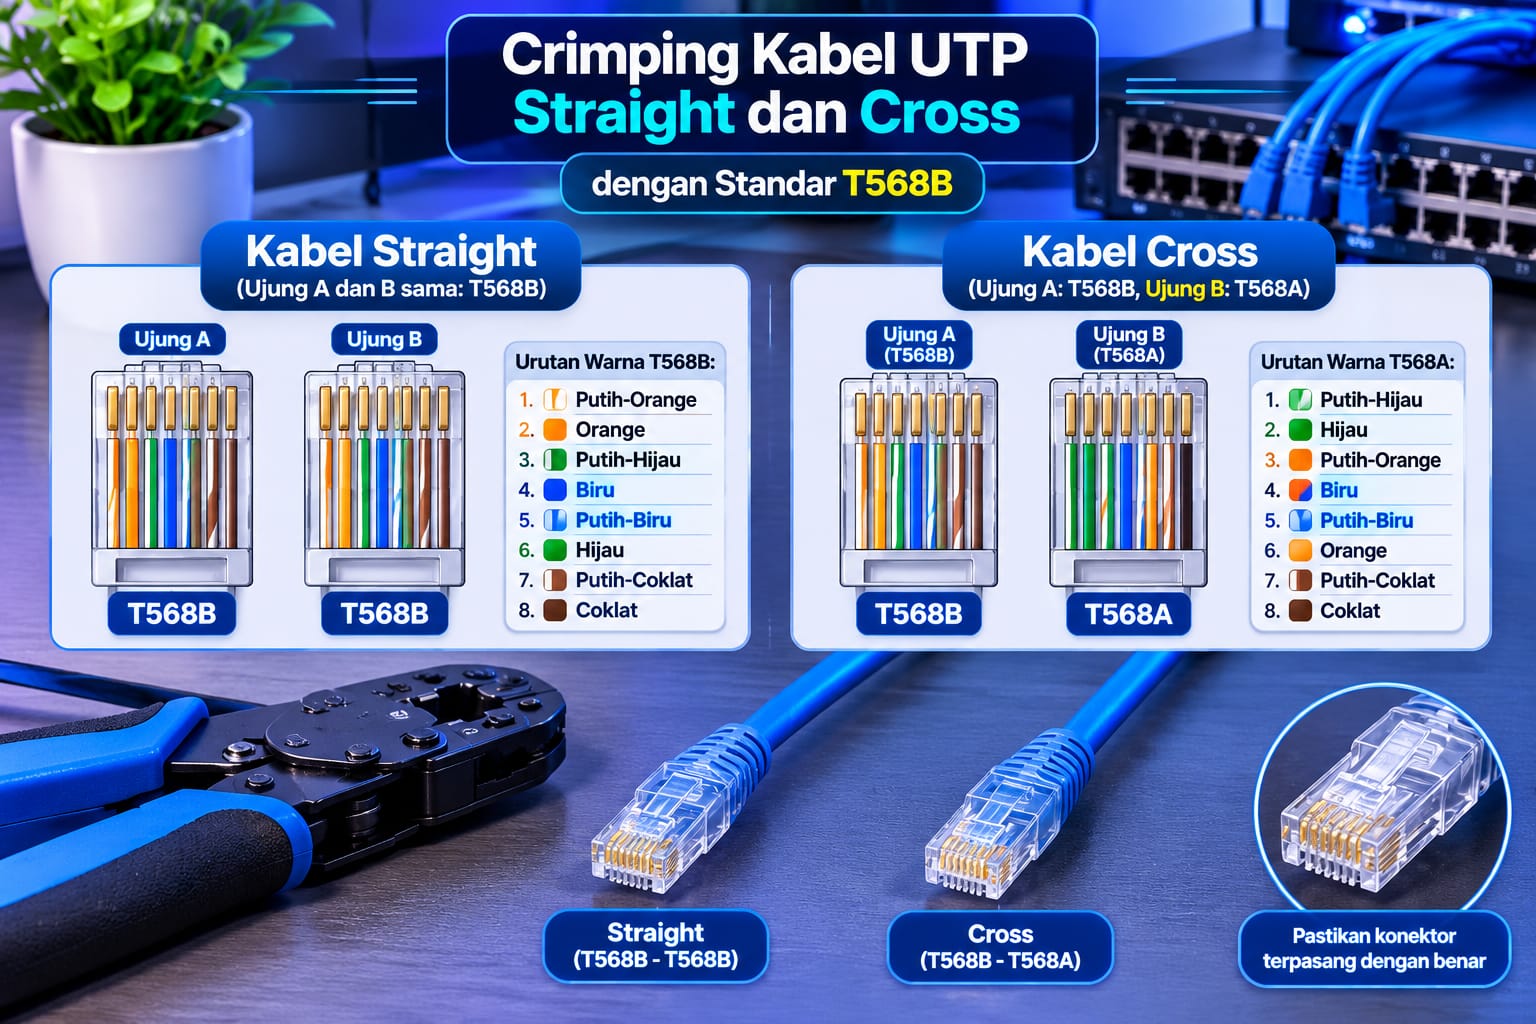 Crimping Kabel UTP
Straight dan Cross
dengan Standar T568B
Kabel Straight
(Ujung A dan B sama: T568B)
Ujung A
Ujung B
T568B
T568B
Urutan Warna T568B:
1. Putih-Orange
2. Orange
3. Putih-Hijau
4. Biru
5. Putih-Biru
6. Hijau
7. Putih-Coklat
8. Coklat
Kabel Cross
(Ujung A: T568B, Ujung B: T568A)
Ujung A
(T568B)
Ujung B
(T568A)
T568B
T568A
Urutan Warna T568A:
1. Putih-Hijau
2. Hijau
3. Putih-Orange
4. Biru
5. Putih-Biru
6. Orange
7. Putih-Coklat
8. Coklat
Straight
(T568B - T568B)
Cross
(T568B - T568A)
Pastikan konektor
terpasang dengan benar